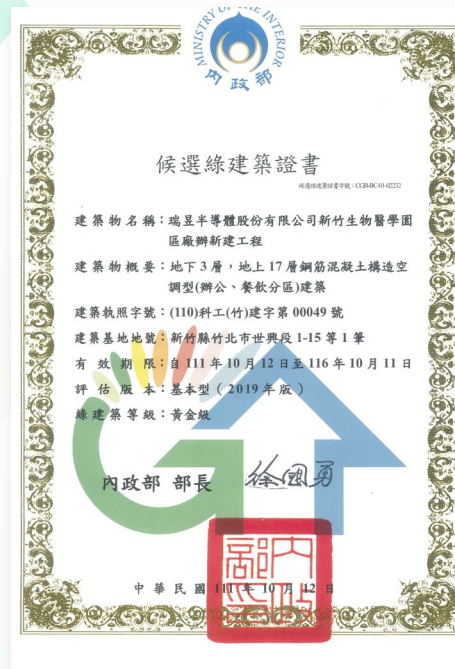 MINISTRY OF THE INTERIOR
內政部
候選綠建築證書
候選綠建築證書字號：CGB-BC-01-02232
建築物名稱：瑞昱半導體股份有限公司新竹生物醫學園
區廠辦新建工程
建築物概要：地下3層，地上17層鋼筋混凝土構造空
調型(辦公、餐飲分區)建築
建築執照字號：(110)科工(竹)建字第00049號
建築基地地號：新竹縣竹北市世興段1-15等1筆
有效期限：自111年10月12日至116年10月11日
評估版本：基本型（2019年版）
綠建築等級：黃金級
內政部 部長 徐國勇
中華民國111年10月12日